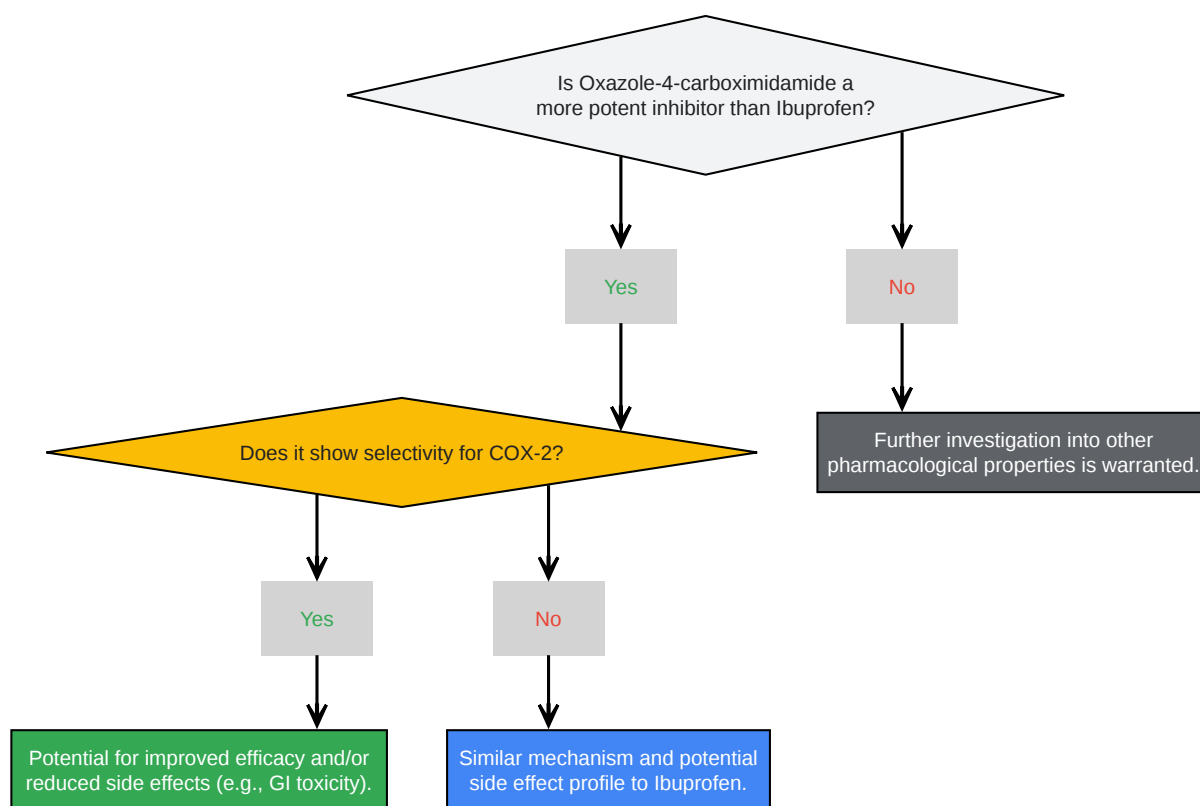 Is Oxazole-4-carboximidamide a
more potent inhibitor than Ibuprofen?
Yes
No
Does it show selectivity for COX-2?
Further investigation into other
pharmacological properties is warranted.
Yes
No
Potential for improved efficacy and/or
reduced side effects (e.g., GI toxicity).
Similar mechanism and potential
side effect profile to Ibuprofen.